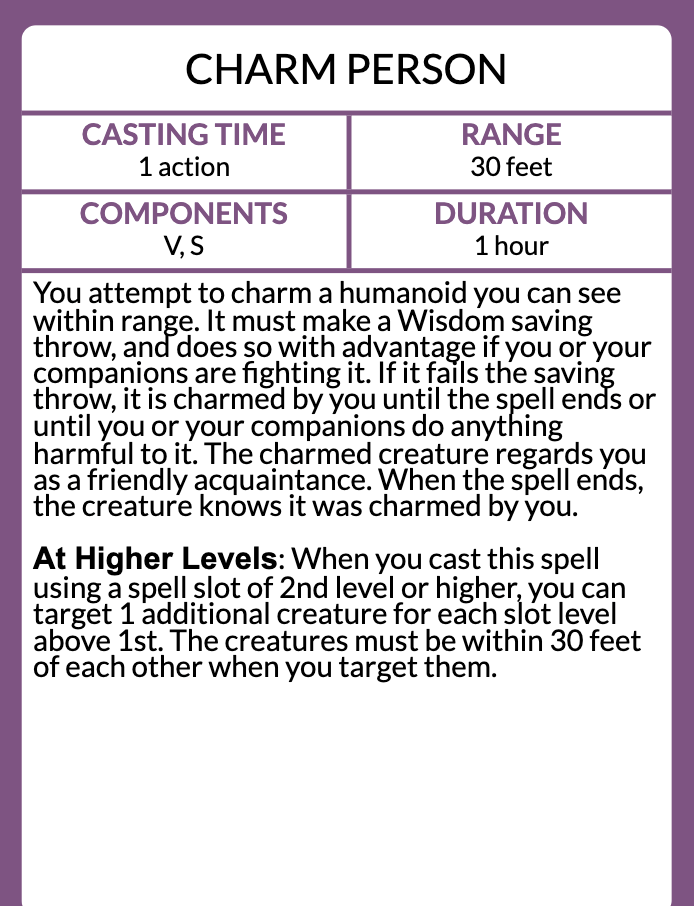 CHARM PERSON
CASTING TIME
1 action
RANGE
30 feet
COMPONENTS
V, S
DURATION
1 hour
You attempt to charm a humanoid you can see
within range. It must make a Wisdom saving
throw, and does so with advantage if you or your
companions are fighting it. If it fails the saving
throw, it is charmed by you until the spell ends or
until you or your companions do anything
harmful to it. The charmed creature regards you
as a friendly acquaintance. When the spell ends,
the creature knows it was charmed by you.
At Higher Levels: When you cast this spell
using a spell slot of 2nd level or higher, you can
target 1 additional creature for each slot level
above 1st. The creatures must be within 30 feet
of each other when you target them.